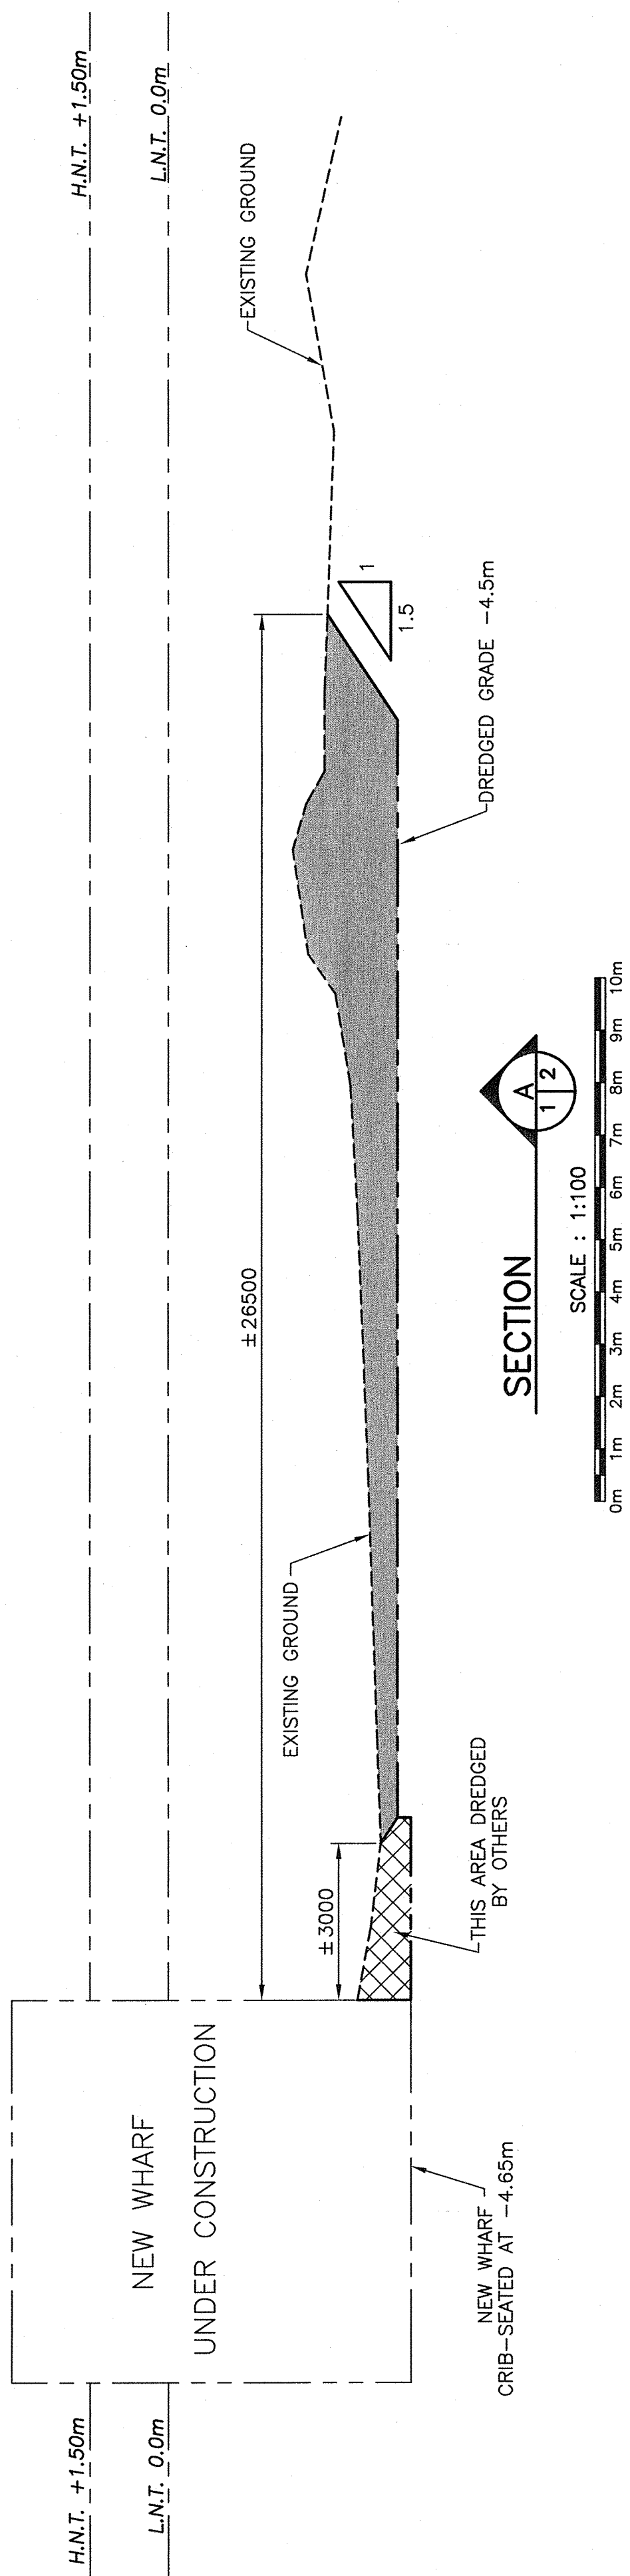 H.N.T. +1.50m
L.N.T. 0.0m
NEW WHARF
UNDER CONSTRUCTION
NEW WHARF -
CRIB-SEATED AT -4.65m
±3000
THIS AREA DREDGED
BY OTHERS
±26500
EXISTING GROUND
DREDGED GRADE -4.5m
1
1.5
EXISTING GROUND
H.N.T. +1.50m
L.N.T. 0.0m
SECTION
A
1 2
SCALE : 1:100
0m 1m 2m 3m 4m 5m 6m 7m 8m 9m 10m